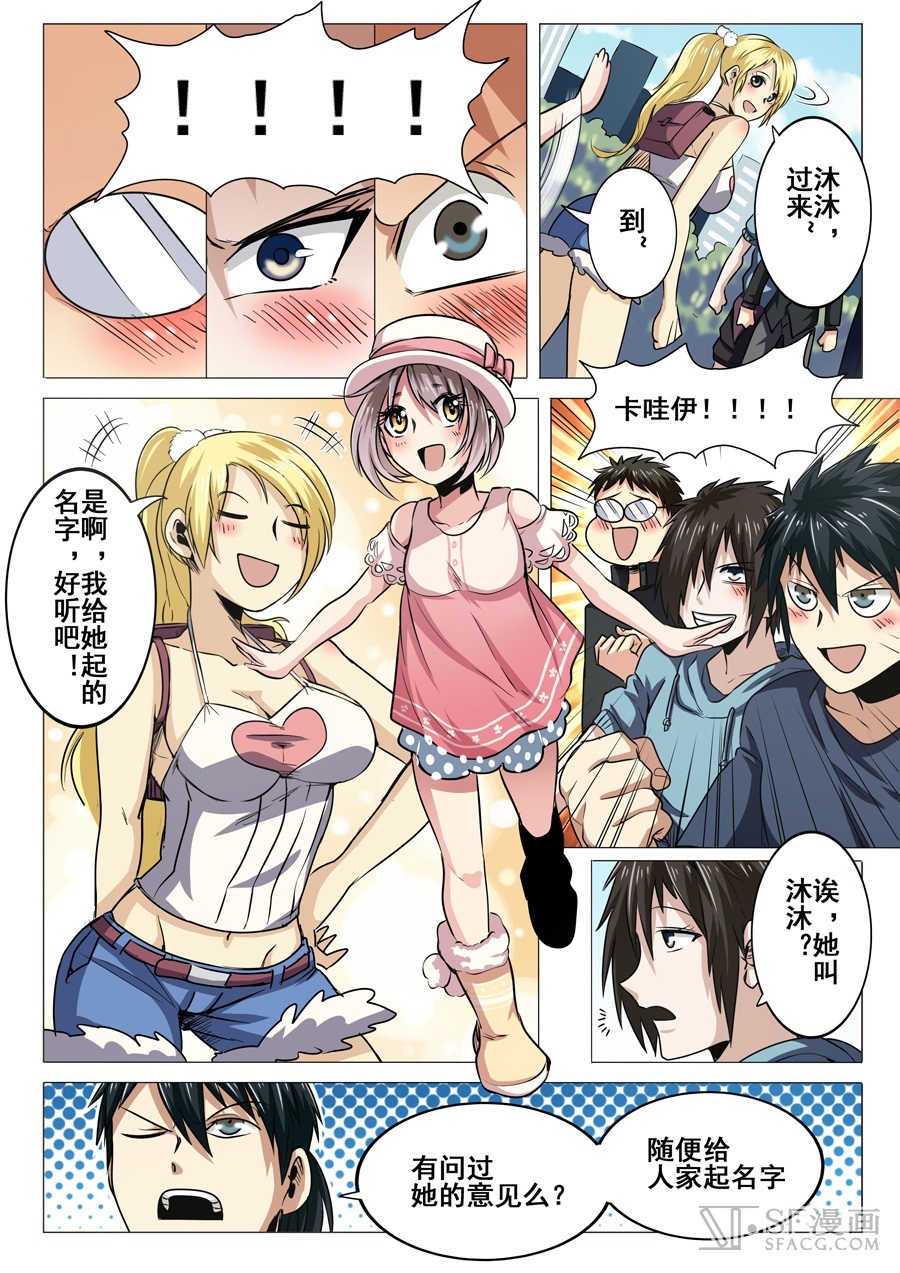 ！！！！
沐沐，
过来~
到~
卡哇伊！！！！
是啊，我给她起的
名字，好听吧！
诶，她叫
沐沐？
随便给
人家起名字
有问过
她的意见么？
SF漫画
SFACG.COM